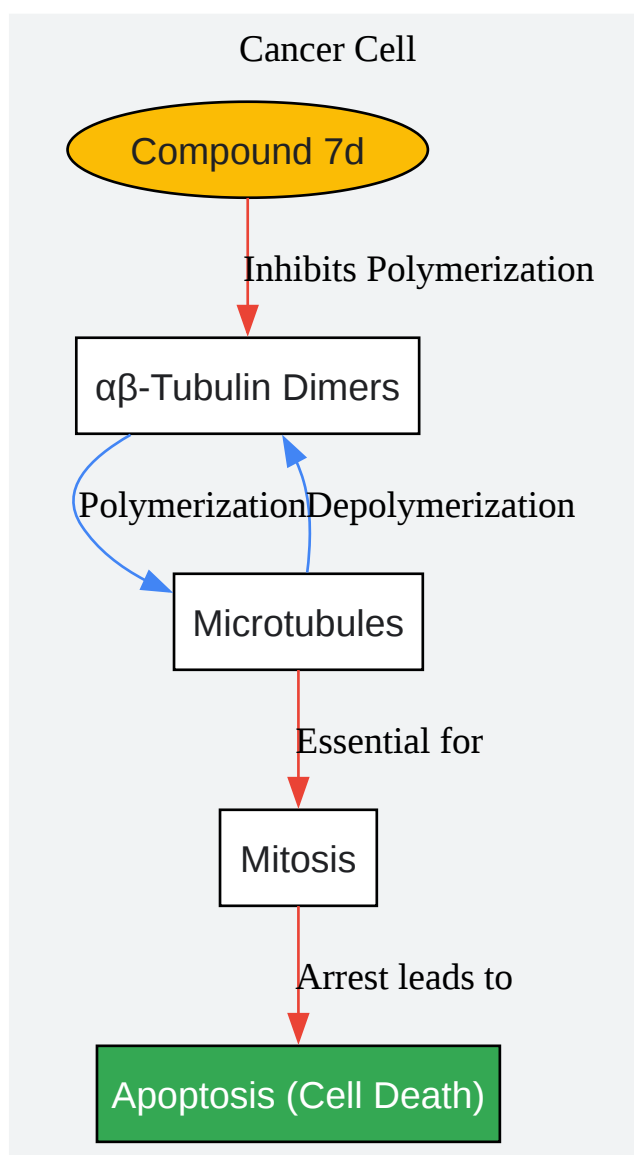 Cancer Cell
Compound 7d
Inhibits Polymerization
αβ-Tubulin Dimers
Polymerization
Depolymerization
Microtubules
Essential for
Mitosis
Arrest leads to
Apoptosis (Cell Death)